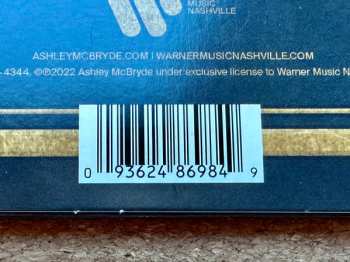 MUSIC
NASHVILLE
ASHLEYMCBRYDE.COM | WARNERMUSICNASHVILLE.COM
-4344. ℗©2022 Ashley McBryde under exclusive license to Warner Music N
0 93624 86984 9